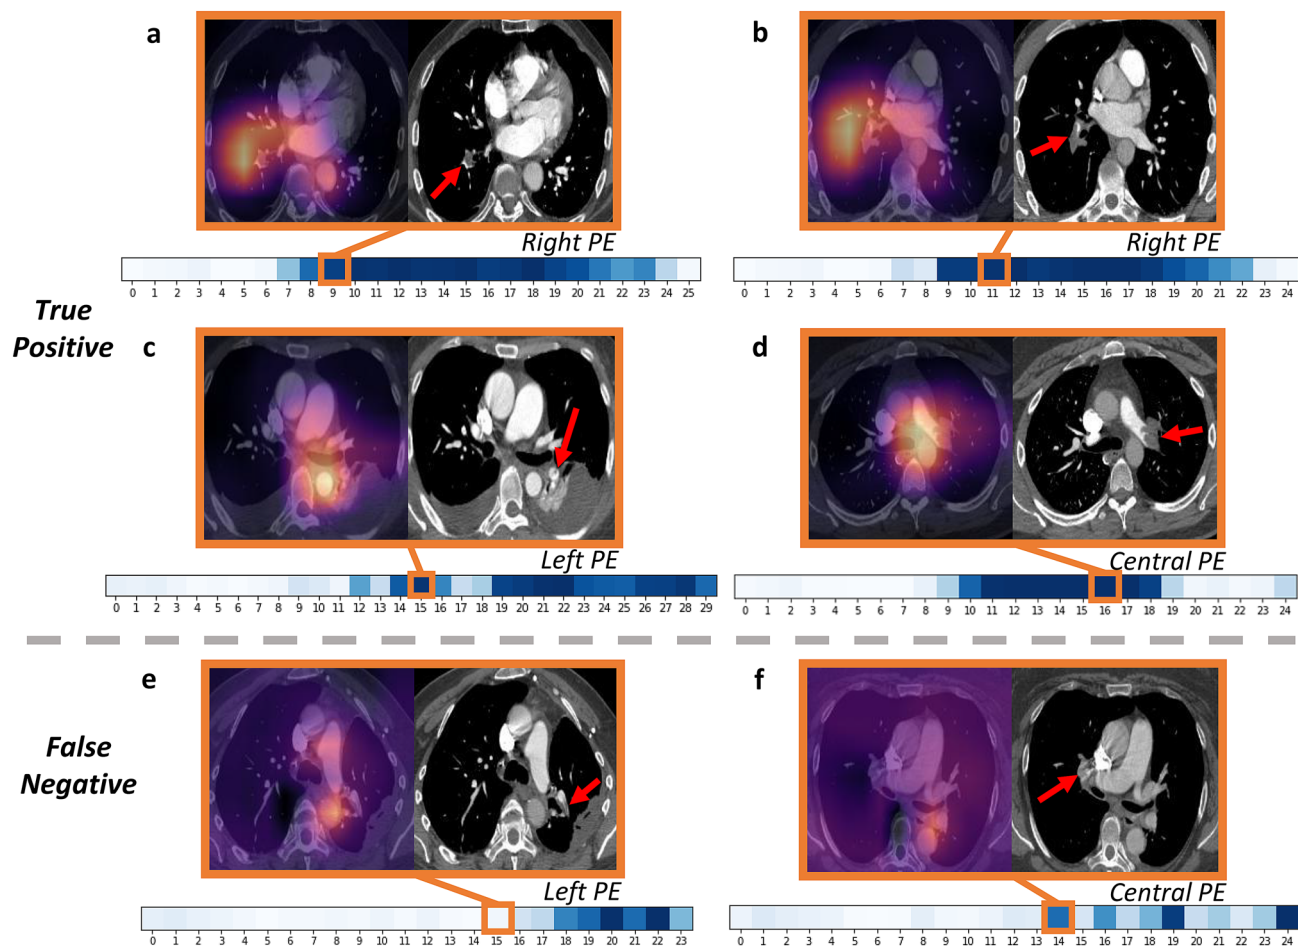 a
b
Right PE
Right PE
0 1 2 3 4 5 6 7 8 9 10 11 12 13 14 15 16 17 18 19 20 21 22 23 24 25
0 1 2 3 4 5 6 7 8 9 10 11 12 13 14 15 16 17 18 19 20 21 22 23 24
True
Positive
c
d
Left PE
Central PE
0 1 2 3 4 5 6 7 8 9 10 11 12 13 14 15 16 17 18 19 20 21 22 23 24 25 26 27 28 29
0 1 2 3 4 5 6 7 8 9 10 11 12 13 14 15 16 17 18 19 20 21 22 23 24
e
f
False
Negative
Left PE
Central PE
0 1 2 3 4 5 6 7 8 9 10 11 12 13 14 15 16 17 18 19 20 21 22 23
0 1 2 3 4 5 6 7 8 9 10 11 12 13 14 15 16 17 18 19 20 21 22 23 24